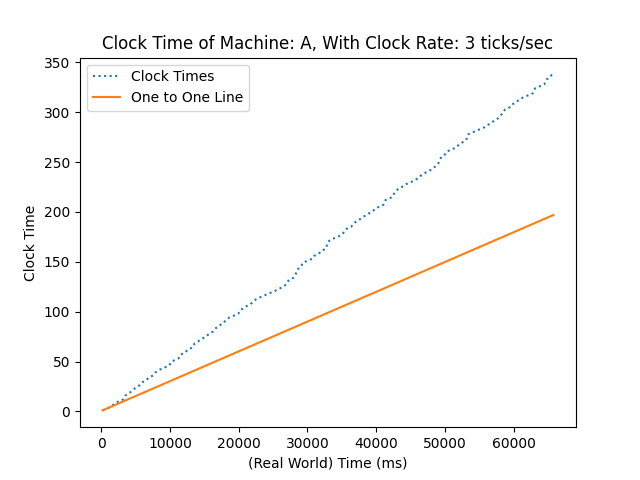 Clock Time of Machine: A, With Clock Rate: 3 ticks/sec
Clock Times
One to One Line
350
300
250
200
150
100
50
0
Clock Time
0 10000 20000 30000 40000 50000 60000
(Real World) Time (ms)